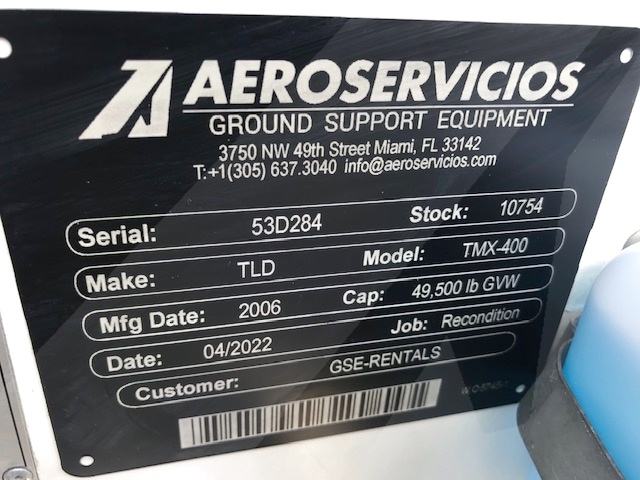 AEROSERVICIOS
GROUND SUPPORT EQUIPMENT
3750 NW 49th Street Miami, FL 33142
T:+1(305) 637.3040 info@aeroservicios.com
Serial: 53D284 Stock: 10754
Make: TLD Model: TMX-400
Mfg Date: 2006 Cap: 49,500 lb GVW
Date: 04/2022 Job: Recondition
Customer: GSE-RENTALS